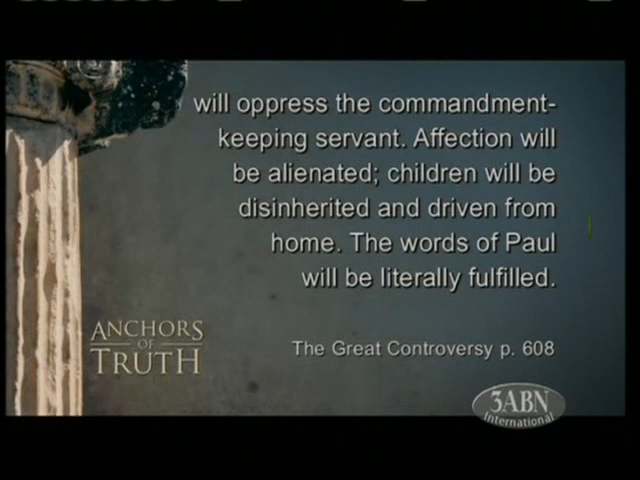 will oppress the commandment-
keeping servant. Affection will
be alienated; children will be
disinherited and driven from
home. The words of Paul
will be literally fulfilled.
The Great Controversy p. 608
ANCHORS
OF
TRUTH
3ABN
International